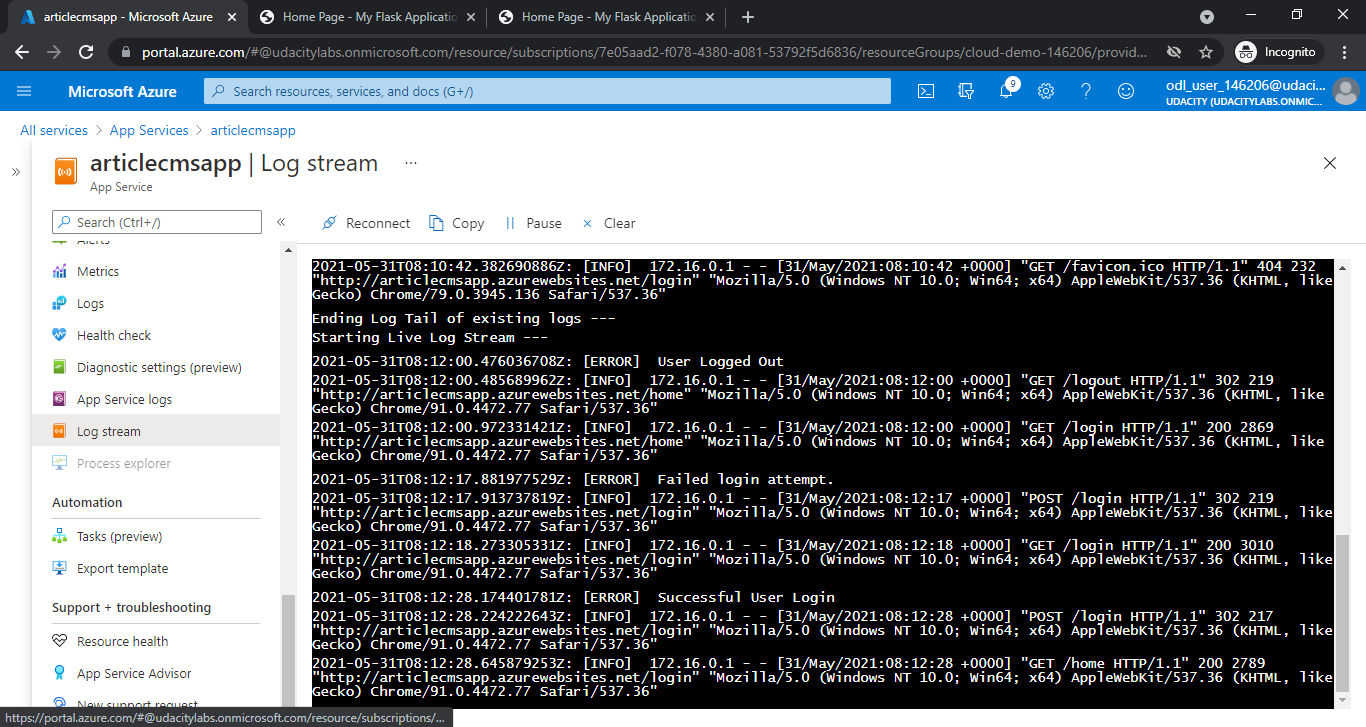 articlecmsapp - Microsoft Azure
Home Page - My Flask Applicatio
Home Page - My Flask Applicatio
portal.azure.com/#@udacitylabs.onmicrosoft.com/resource/subscriptions/7e05aad2-f078-4380-a081-53792f5d6836/resourceGroups/cloud-demo-146206/provid...
Incognito
Microsoft Azure
Search resources, services, and docs (G+/)
9
odl_user_146206@udaci...
UDACITY (UDACITYLABS.ONMIC...
All services > App Services > articlecmsapp
articlecmsapp | Log stream ...
App Service
Search (Ctrl+/)
Reconnect Copy Pause Clear
Alerts
Metrics
Logs
Health check
Diagnostic settings (preview)
App Service logs
Log stream
Process explorer
Automation
Tasks (preview)
Export template
Support + troubleshooting
Resource health
App Service Advisor
New support request
2021-05-31T08:10:42.382690886Z: [INFO]  172.16.0.1 - - [31/May/2021:08:10:42 +0000] "GET /favicon.ico HTTP/1.1" 404 232
"http://articlecmsapp.azurewebsites.net/login" "Mozilla/5.0 (Windows NT 10.0; Win64; x64) AppleWebKit/537.36 (KHTML, like
Gecko) Chrome/79.0.3945.136 Safari/537.36"
Ending Log Tail of existing logs ---
Starting Live Log Stream ---
2021-05-31T08:12:00.476036708Z: [ERROR]  User Logged Out
2021-05-31T08:12:00.485689962Z: [INFO]  172.16.0.1 - - [31/May/2021:08:12:00 +0000] "GET /logout HTTP/1.1" 302 219
"http://articlecmsapp.azurewebsites.net/home" "Mozilla/5.0 (Windows NT 10.0; Win64; x64) AppleWebKit/537.36 (KHTML, like
Gecko) Chrome/91.0.4472.77 Safari/537.36"
2021-05-31T08:12:00.972331421Z: [INFO]  172.16.0.1 - - [31/May/2021:08:12:00 +0000] "GET /login HTTP/1.1" 200 2869
"http://articlecmsapp.azurewebsites.net/home" "Mozilla/5.0 (Windows NT 10.0; Win64; x64) AppleWebKit/537.36 (KHTML, like
Gecko) Chrome/91.0.4472.77 Safari/537.36"
2021-05-31T08:12:17.881977529Z: [ERROR]  Failed login attempt.
2021-05-31T08:12:17.913737819Z: [INFO]  172.16.0.1 - - [31/May/2021:08:12:17 +0000] "POST /login HTTP/1.1" 302 219
"http://articlecmsapp.azurewebsites.net/login" "Mozilla/5.0 (Windows NT 10.0; Win64; x64) AppleWebKit/537.36 (KHTML, like
Gecko) Chrome/91.0.4472.77 Safari/537.36"
2021-05-31T08:12:18.273305331Z: [INFO]  172.16.0.1 - - [31/May/2021:08:12:18 +0000] "GET /login HTTP/1.1" 200 3010
"http://articlecmsapp.azurewebsites.net/login" "Mozilla/5.0 (Windows NT 10.0; Win64; x64) AppleWebKit/537.36 (KHTML, like
Gecko) Chrome/91.0.4472.77 Safari/537.36"
2021-05-31T08:12:28.174401781Z: [ERROR]  Successful User Login
2021-05-31T08:12:28.224222643Z: [INFO]  172.16.0.1 - - [31/May/2021:08:12:28 +0000] "POST /login HTTP/1.1" 302 217
"http://articlecmsapp.azurewebsites.net/login" "Mozilla/5.0 (Windows NT 10.0; Win64; x64) AppleWebKit/537.36 (KHTML, like
Gecko) Chrome/91.0.4472.77 Safari/537.36"
2021-05-31T08:12:28.645879253Z: [INFO]  172.16.0.1 - - [31/May/2021:08:12:28 +0000] "GET /home HTTP/1.1" 200 2789
"http://articlecmsapp.azurewebsites.net/login" "Mozilla/5.0 (Windows NT 10.0; Win64; x64) AppleWebKit/537.36 (KHTML, like
Gecko) Chrome/91.0.4472.77 Safari/537.36"
https://portal.azure.com/#@udacitylabs.onmicrosoft.com/resource/subscriptions/...